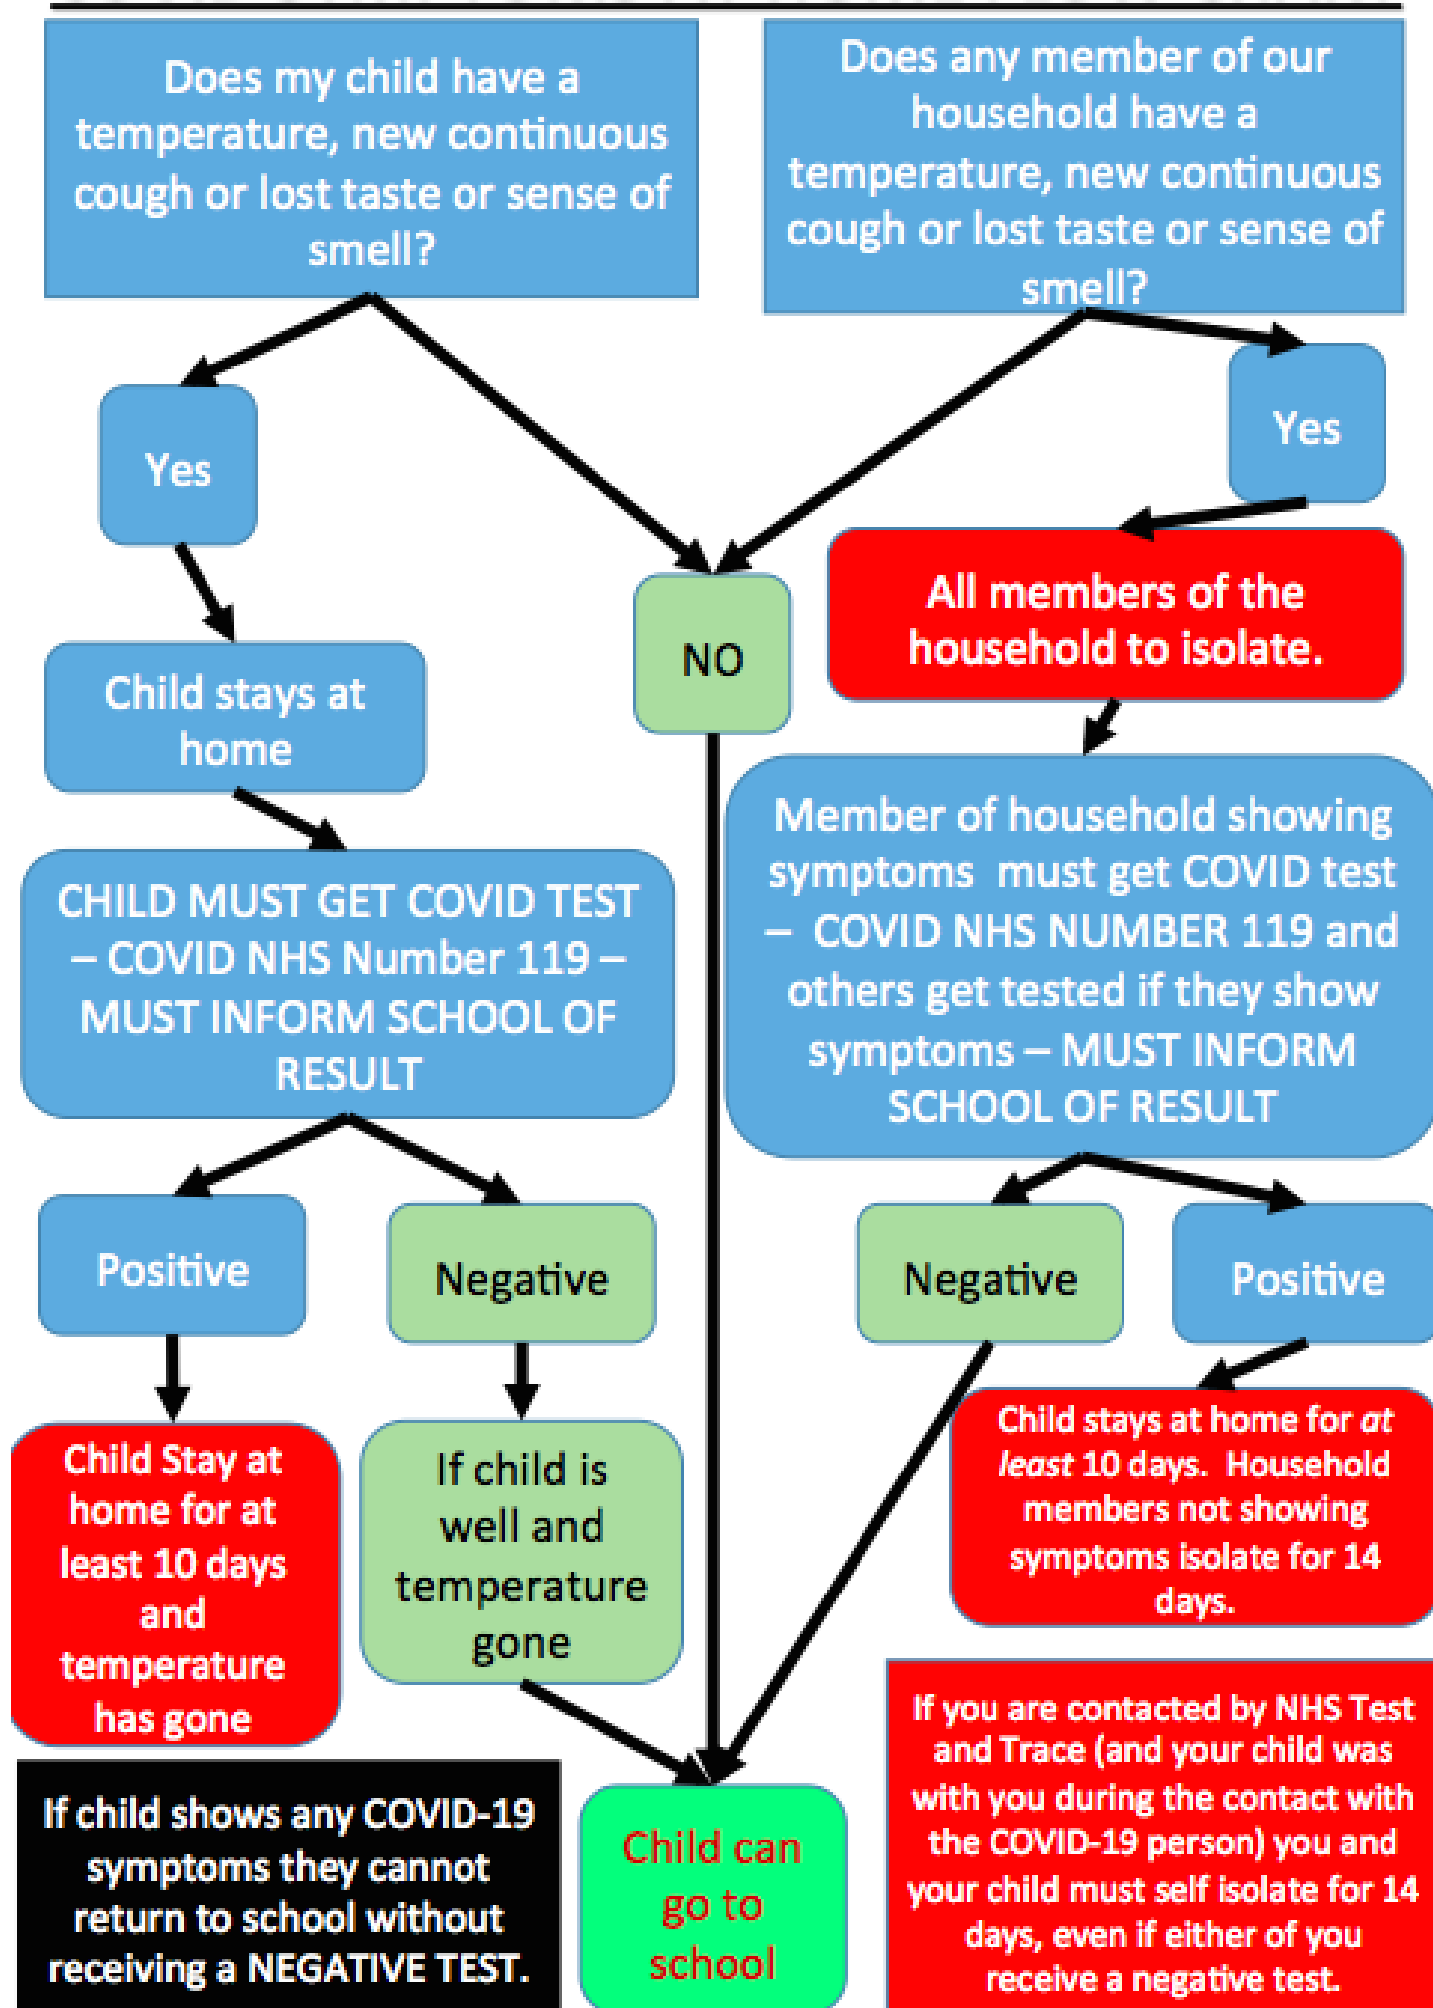 Does my child have a
temperature, new continuous
cough or lost taste or sense of
smell?
Does any member of our
household have a
temperature, new continuous
cough or lost taste or sense of
smell?
Yes
Yes
NO
All members of the
household to isolate.
Child stays at
home
CHILD MUST GET COVID TEST
– COVID NHS Number 119 –
MUST INFORM SCHOOL OF
RESULT
Member of household showing
symptoms must get COVID test
– COVID NHS NUMBER 119 and
others get tested if they show
symptoms – MUST INFORM
SCHOOL OF RESULT
Positive
Negative
Negative
Positive
Child Stay at
home for at
least 10 days
and
temperature
has gone
If child is
well and
temperature
gone
Child stays at home for at
least 10 days. Household
members not showing
symptoms isolate for 14
days.
If child shows any COVID-19
symptoms they cannot
return to school without
receiving a NEGATIVE TEST.
Child can
go to
school
If you are contacted by NHS Test
and Trace (and your child was
with you during the contact with
the COVID-19 person) you and
your child must self isolate for 14
days, even if either of you
receive a negative test.